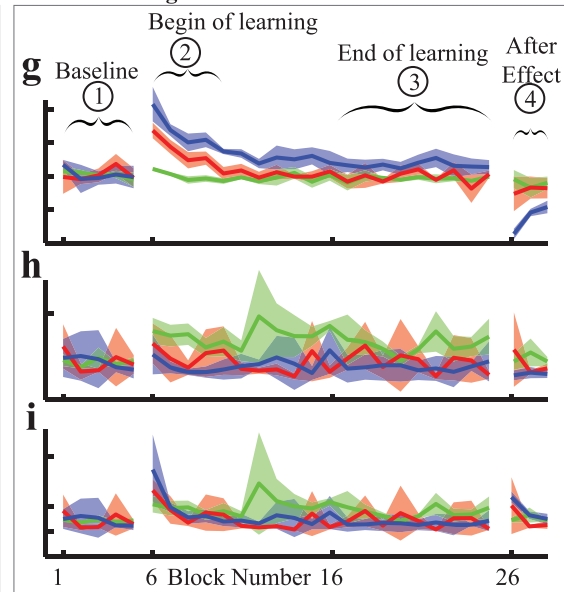 Begin of learning
2
g
Baseline
1
End of learning
3
After
Effect
4
h
i
1 6 Block Number 16 26